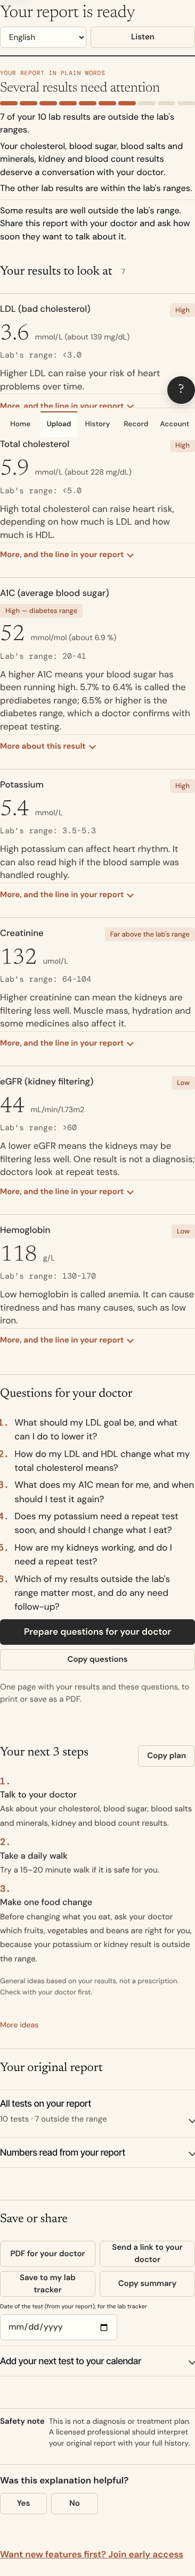 Your report is ready
English
Listen
YOUR REPORT IN PLAIN WORDS
Several results need attention
7 of your 10 lab values are outside the lab's
ranges.
Your cholesterol, blood sugar, blood salts and
minerals, kidney and blood count results
deserve a conversation with your doctor.
The other lab results are within the lab's ranges.
Some results are well outside the lab's range.
Share this report with your doctor and ask how
soon they want to talk about it.
Your results to look at 7
LDL (bad cholesterol)
High
3.6 mmol/L (about 139 mg/dL)
Lab's range: <3.0
Higher LDL can raise your risk of heart
problems over time.
?
More, and the line in your report
Home Upload History Record Account
Total cholesterol
High
5.9 mmol/L (about 228 mg/dL)
Lab's range: <5.0
High total cholesterol can raise heart risk,
depending on how much is LDL and how
much is HDL.
More, and the line in your report
A1C (average blood sugar)
High — diabetes range
52 mmol/mol (about 6.9 %)
Lab's range: 20-41
A higher A1C means your blood sugar has
been running high. 5.7% to 6.4% is called the
prediabetes range; 6.5% or higher is the
diabetes range, which a doctor confirms with
repeat testing.
More about this result
Potassium
High
5.4 mmol/L
Lab's range: 3.5-5.3
High potassium can affect heart rhythm. It
can also read high if the blood sample was
handled roughly.
More, and the line in your report
Creatinine
Far above the lab's range
132 umol/L
Lab's range: 64-104
Higher creatinine can mean the kidneys are
filtering less well. Muscle mass, hydration and
some medicines also affect it.
More, and the line in your report
eGFR (kidney filtering)
Low
44 mL/min/1.73m2
Lab's range: >60
A lower eGFR means the kidneys may be
filtering less well. One result is not a diagnosis;
doctors look at repeat tests.
More, and the line in your report
Hemoglobin
Low
118 g/L
Lab's range: 130-170
Low hemoglobin is called anemia. It can cause
tiredness and has many causes, such as low
iron.
More, and the line in your report
Questions for your doctor
1. What should my LDL goal be, and what
can I do to lower it?
2. How do my LDL and HDL change what my
total cholesterol means?
3. What does my A1C mean for me, and when
should I test it again?
4. Does my potassium need a repeat test
soon, and should I change what I eat?
5. How are my kidneys working, and do I
need a repeat test?
6. Which of my results outside the lab's
range matter most, and do any need
follow-up?
Prepare questions for your doctor
Copy questions
One page with your results and these questions, to
print or save as a PDF.
Your next 3 steps
Copy plan
1.
Talk to your doctor
Ask about your cholesterol, blood sugar, blood salts
and minerals, kidney and blood count results.
2.
Take a daily walk
Try a 15–20 minute walk if it is safe for you.
3.
Make one food change
Before changing what you eat, ask your doctor
which fruits, vegetables and beans are right for you,
because your potassium or kidney result is outside
the range.
General ideas based on your results, not a prescription.
Check with your doctor first.
More ideas
Your original report
All tests on your report
10 tests · 7 outside the range
Numbers read from your report
Save or share
PDF for your doctor
Send a link to your
doctor
Save to my lab
tracker
Copy summary
Date of the test (from your report), for the lab tracker
mm/dd/yyyy
Add your next test to your calendar
Safety note This is not a diagnosis or treatment plan.
A licensed professional should interpret
your original report with your full history.
Was this explanation helpful?
Yes
No
Want new features first? Join early access